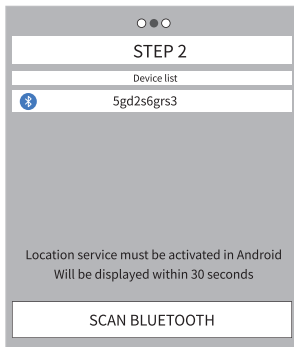 STEP 2
Device list
5gd2s6grs3
Location service must be activated in Android
Will be displayed within 30 seconds
SCAN BLUETOOTH